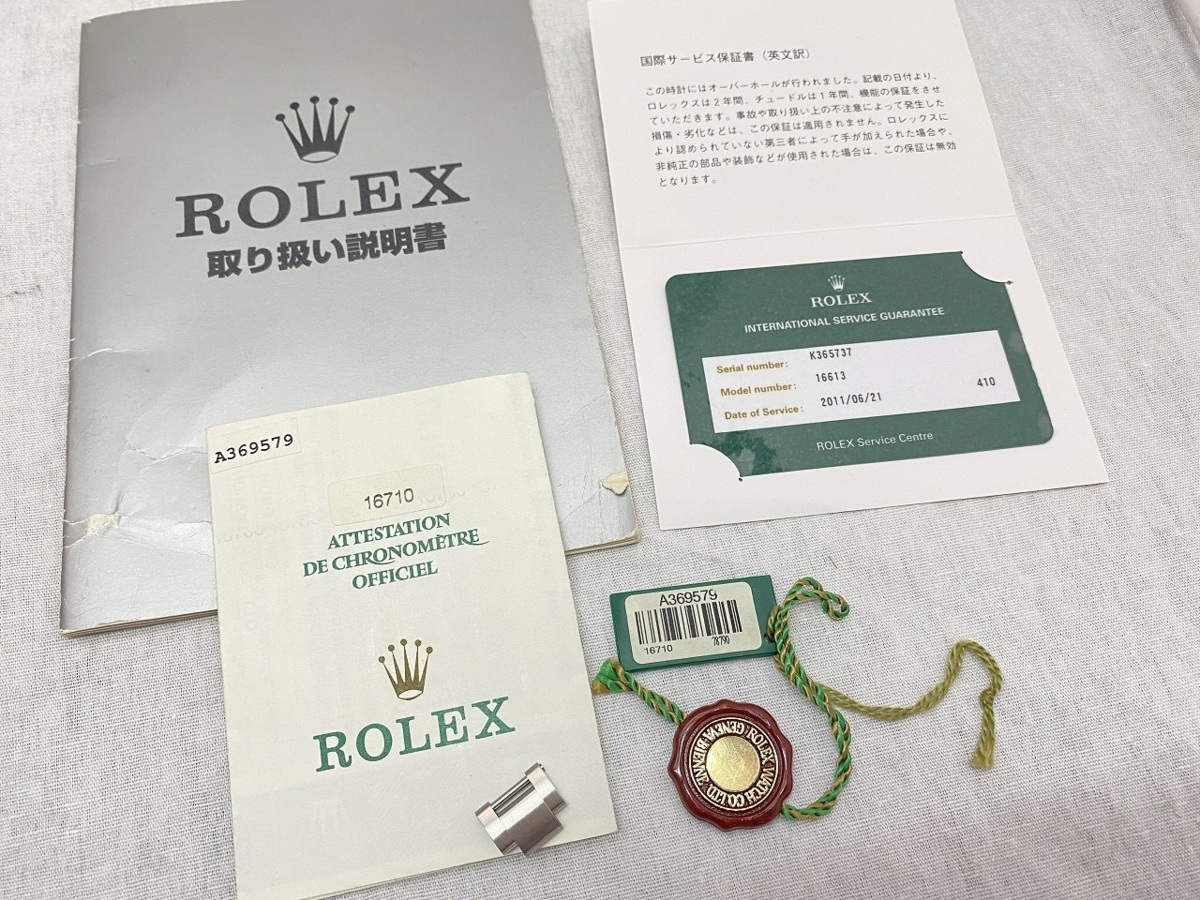 ROLEX
取り扱い説明書
国際サービス保証書（英文訳）
この時計にはオーバーホールが行われました。記載の日付より、
ロレックスは2年間、チュードルは1年間、機能の保証をさせ
ていただきます。事故や取り扱い上の不注意によって発生した
損傷・劣化などは、この保証は適用されません。ロレックスに
より認められていない第三者によって手が加えられた場合や、
非純正の部品や装飾などが使用された場合は、この保証は無効
となります。
ROLEX
INTERNATIONAL SERVICE GUARANTEE
Serial number: K365737
Model number: 16613
Date of Service: 2011/06/21 410
ROLEX Service Centre
A369579
16710
ATTESTATION
DE CHRONOMÈTRE
OFFICIEL
ROLEX
A369579
16710 78790
ROLEX WATCH CO LTD
GENEVA·BIENNE